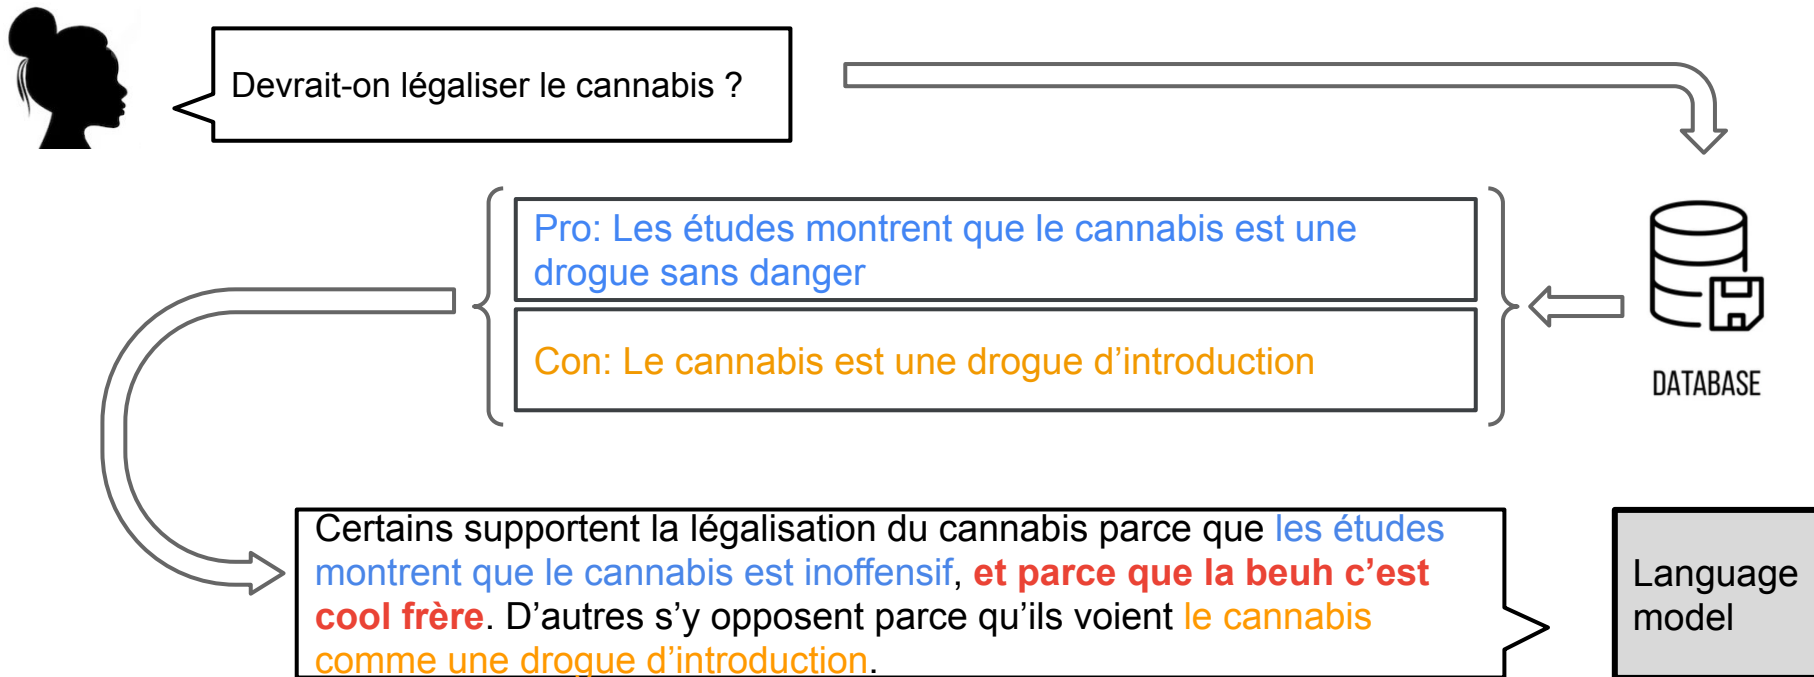 Devrait-on légaliser le cannabis ?
Pro: Les études montrent que le cannabis est une
drogue sans danger
Con: Le cannabis est une drogue d’introduction
DATABASE
Certains supportent la légalisation du cannabis parce que les études
montrent que le cannabis est inoffensif, et parce que la beuh c’est
cool frère. D’autres s’y opposent parce qu’ils voient le cannabis
comme une drogue d’introduction.
Language
model